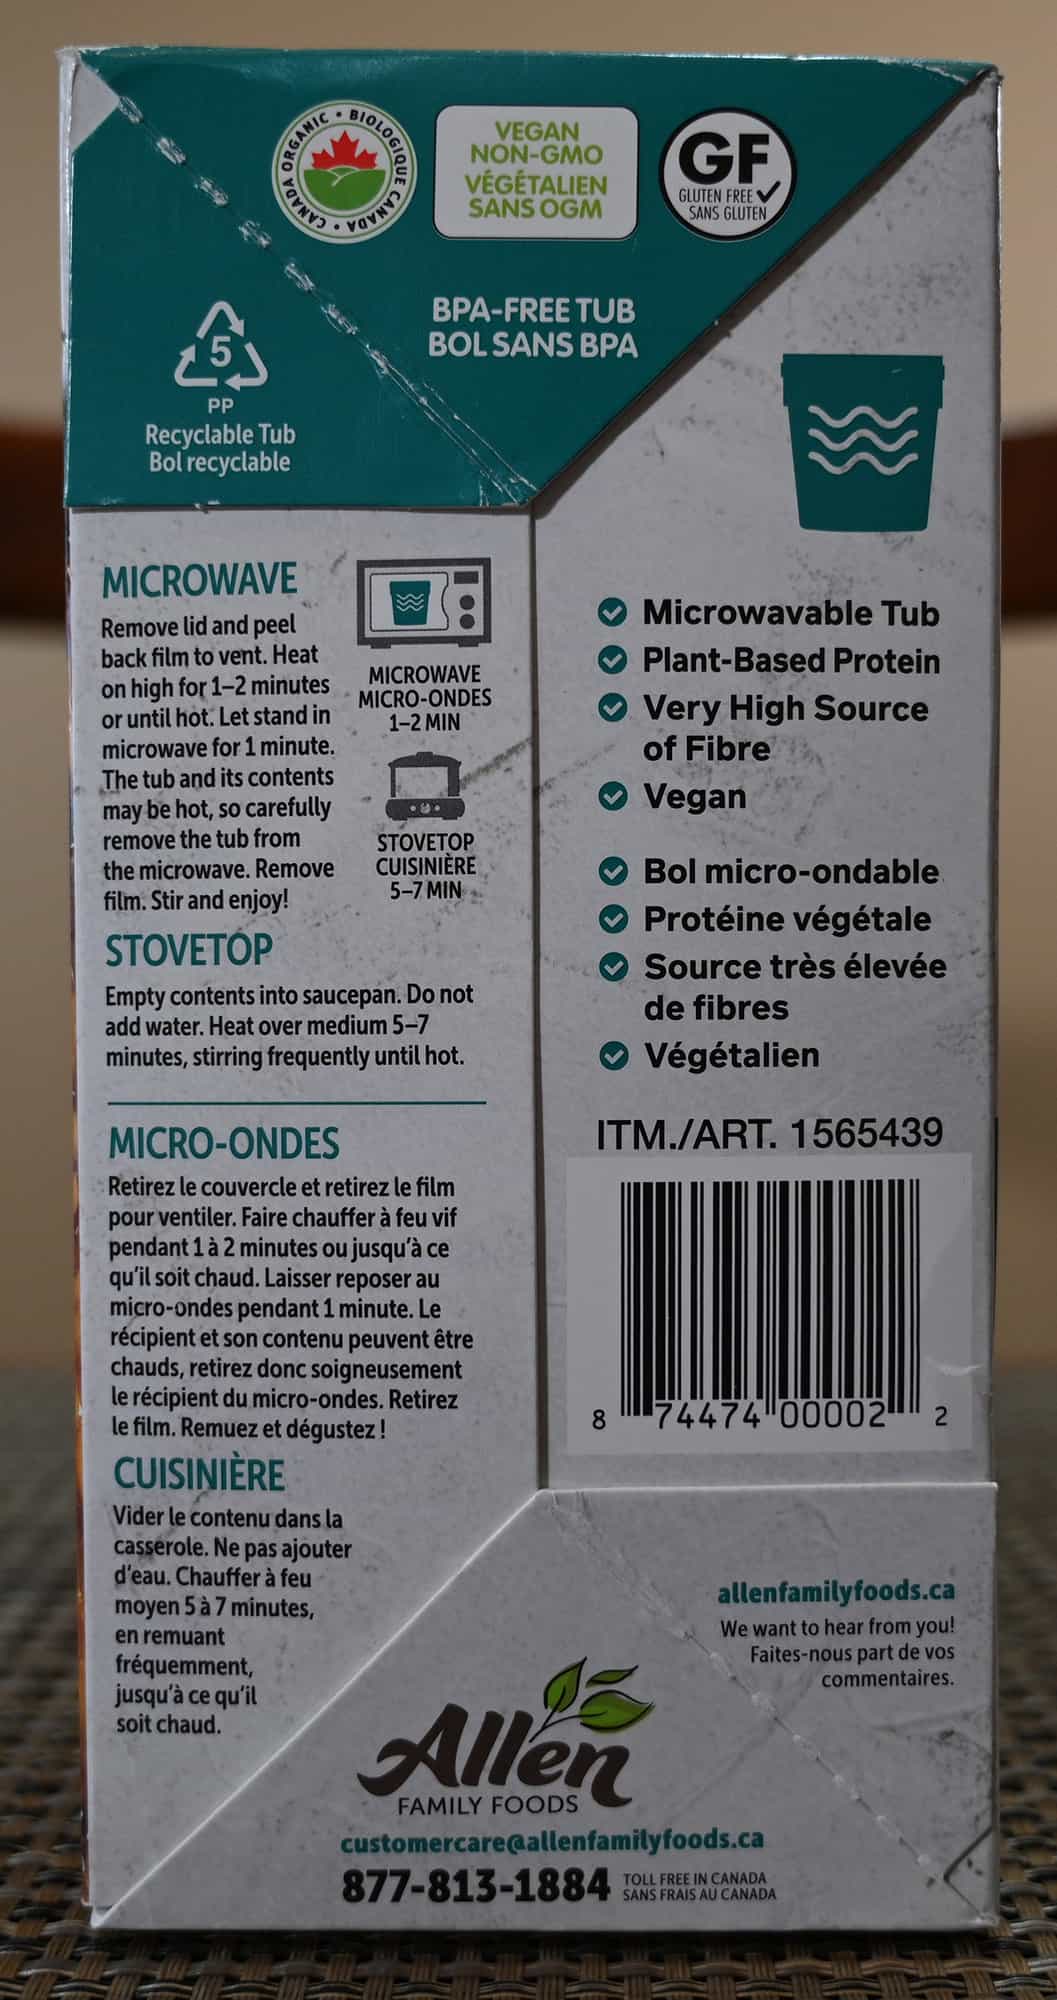 CANADA ORGANIC • BIOLOGIQUE CANADA •
VEGAN
NON-GMO
VÉGÉTALIEN
SANS OGM
GF
GLUTEN FREE
SANS GLUTEN
BPA-FREE TUB
BOL SANS BPA
5
PP
Recyclable Tub
Bol recyclable
MICROWAVE
Remove lid and peel
back film to vent. Heat
on high for 1–2 minutes
or until hot. Let stand in
microwave for 1 minute.
The tub and its contents
may be hot, so carefully
remove the tub from
the microwave. Remove
film. Stir and enjoy!
MICROWAVE
MICRO-ONDES
1–2 MIN
STOVETOP
CUISINIÈRE
5–7 MIN
STOVETOP
Empty contents into saucepan. Do not
add water. Heat over medium 5–7
minutes, stirring frequently until hot.
MICRO-ONDES
Retirez le couvercle et retirez le film
pour ventiler. Faire chauffer à feu vif
pendant 1 à 2 minutes ou jusqu'à ce
qu'il soit chaud. Laisser reposer au
micro-ondes pendant 1 minute. Le
récipient et son contenu peuvent être
chauds, retirez donc soigneusement
le récipient du micro-ondes. Retirez
le film. Remuez et dégustez !
CUISINIÈRE
Vider le contenu dans la
casserole. Ne pas ajouter
d'eau. Chauffer à feu
moyen 5 à 7 minutes,
en remuant
fréquemment,
jusqu'à ce qu'il
soit chaud.
Microwavable Tub
Plant-Based Protein
Very High Source
of Fibre
Vegan
Bol micro-ondable
Protéine végétale
Source très élevée
de fibres
Végétalien
ITM./ART. 1565439
8 74474 00002 2
allenfamilyfoods.ca
We want to hear from you!
Faites-nous part de vos
commentaires.
Allen
FAMILY FOODS
customercare@allenfamilyfoods.ca
877-813-1884 TOLL FREE IN CANADA
SANS FRAIS AU CANADA